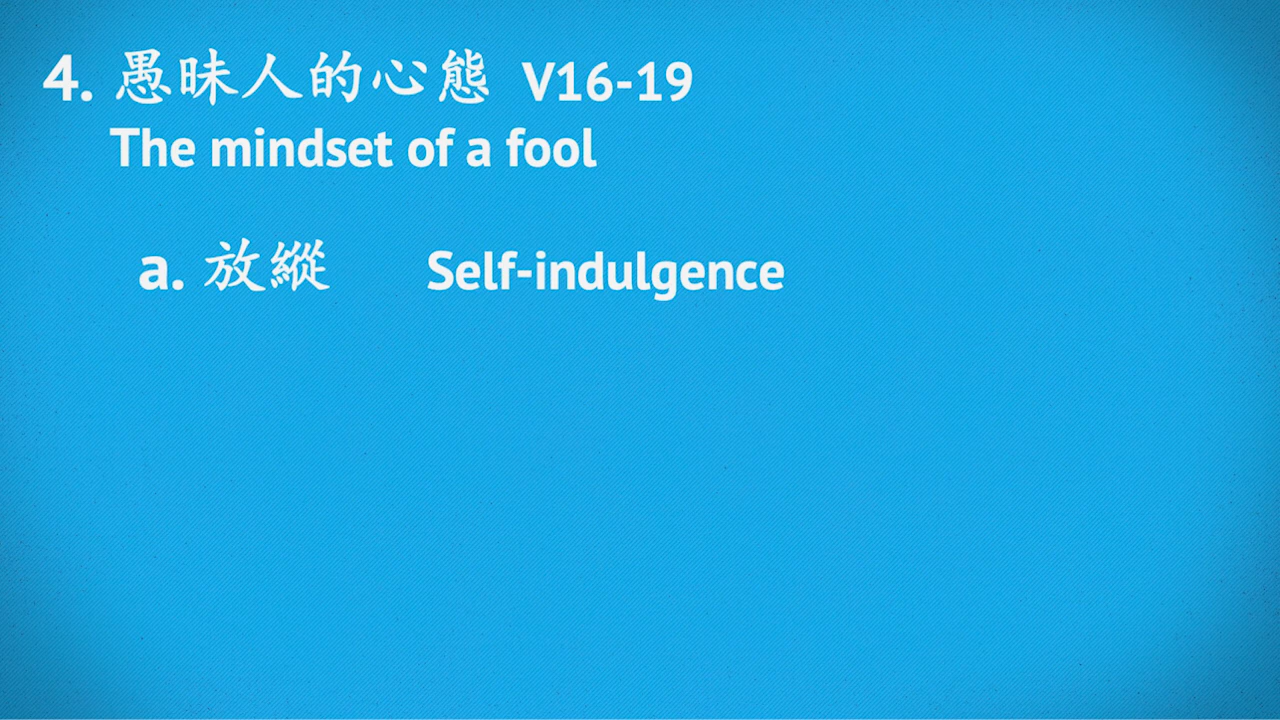 4. 愚昧人的心態 V16-19
The mindset of a fool
a. 放縱 Self-indulgence